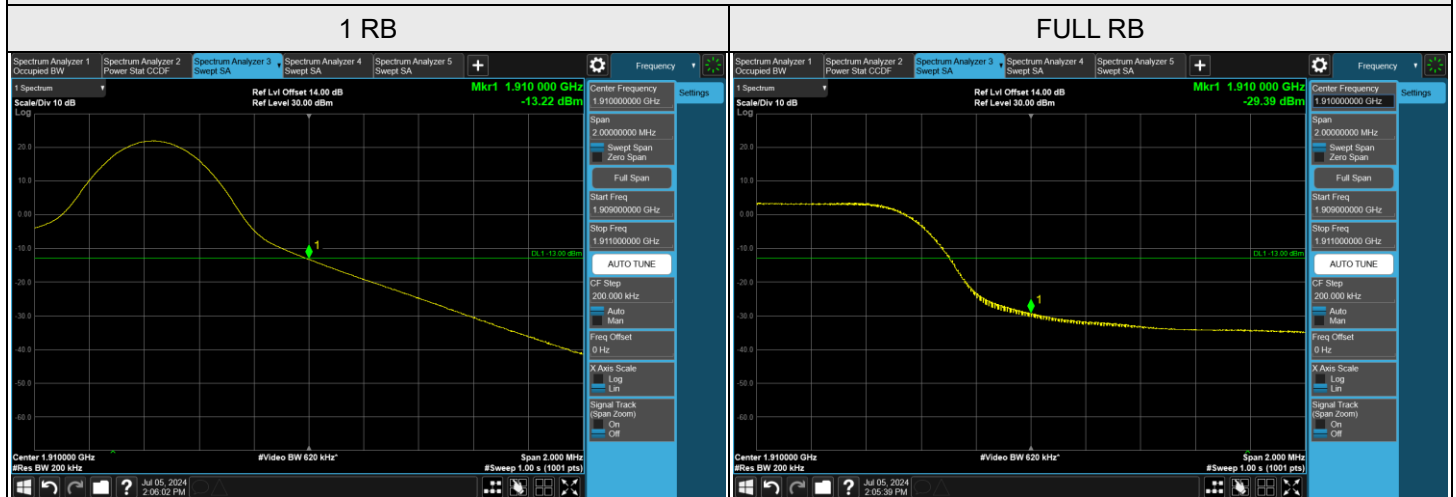 1 RB
FULL RB
Spectrum Analyzer 1
Occupied BW
Spectrum Analyzer 2
Power Stat CCDF
Spectrum Analyzer 3
Swept SA
Spectrum Analyzer 4
Swept SA
Spectrum Analyzer 5
Swept SA
+
Frequency
1 Spectrum
Scale/Div 10 dB
Log
Ref Lvl Offset 14.00 dB
Ref Level 30.00 dBm
Mkr1 1.910 000 GHz
-13.22 dBm
20.0
10.0
0.00
-10.0
-20.0
-30.0
-40.0
-50.0
-60.0
1
DL1 -13.00 dBm
Center 1.910000 GHz
#Res BW 200 kHz
#Video BW 620 kHz*
Span 2.000 MHz
#Sweep 1.00 s (1001 pts)
Center Frequency
1.910000000 GHz
Settings
Span
2.00000000 MHz
Swept Span
Zero Span
Full Span
Start Freq
1.909000000 GHz
Stop Freq
1.911000000 GHz
AUTO TUNE
CF Step
200.000 kHz
Auto
Man
Freq Offset
0 Hz
X Axis Scale
Log
Lin
Signal Track
(Span Zoom)
On
Off
?
Jul 05, 2024
2:06:02 PM
Spectrum Analyzer 1
Occupied BW
Spectrum Analyzer 2
Power Stat CCDF
Spectrum Analyzer 3
Swept SA
Spectrum Analyzer 4
Swept SA
Spectrum Analyzer 5
Swept SA
+
Frequency
1 Spectrum
Scale/Div 10 dB
Log
Ref Lvl Offset 14.00 dB
Ref Level 30.00 dBm
Mkr1 1.910 000 GHz
-29.39 dBm
20.0
10.0
0.00
-10.0
-20.0
-30.0
-40.0
-50.0
-60.0
1
DL1 -13.00 dBm
Center 1.910000 GHz
#Res BW 200 kHz
#Video BW 620 kHz*
Span 2.000 MHz
#Sweep 1.00 s (1001 pts)
Center Frequency
1.910000000 GHz
Settings
Span
2.00000000 MHz
Swept Span
Zero Span
Full Span
Start Freq
1.909000000 GHz
Stop Freq
1.911000000 GHz
AUTO TUNE
CF Step
200.000 kHz
Auto
Man
Freq Offset
0 Hz
X Axis Scale
Log
Lin
Signal Track
(Span Zoom)
On
Off
?
Jul 05, 2024
2:05:39 PM